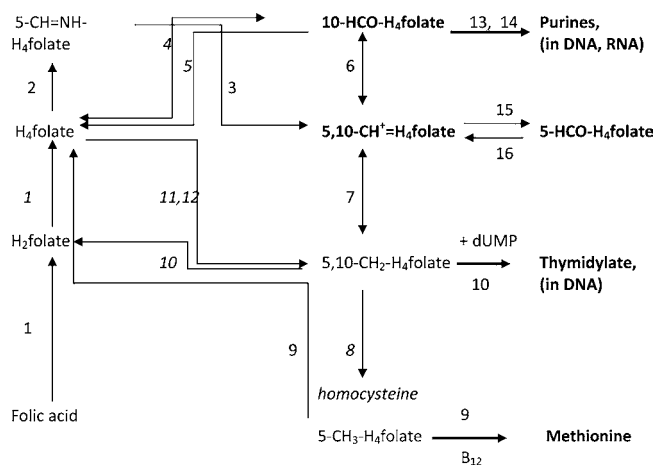 5-CH=NH- 10-HCO-H4folate 13, 14 Purines,
H4folate 4 (in DNA, RNA)
5
2 3 6
15
H4folate 5,10-CH+=H4folate 5-HCO-H4folate
16
1 11,12 7
+ dUMP
H2folate 10 5,10-CH2-H4folate Thymidylate,
10 (in DNA)
1 9 8
homocysteine
Folic acid 9
5-CH3-H4folate Methionine
B12